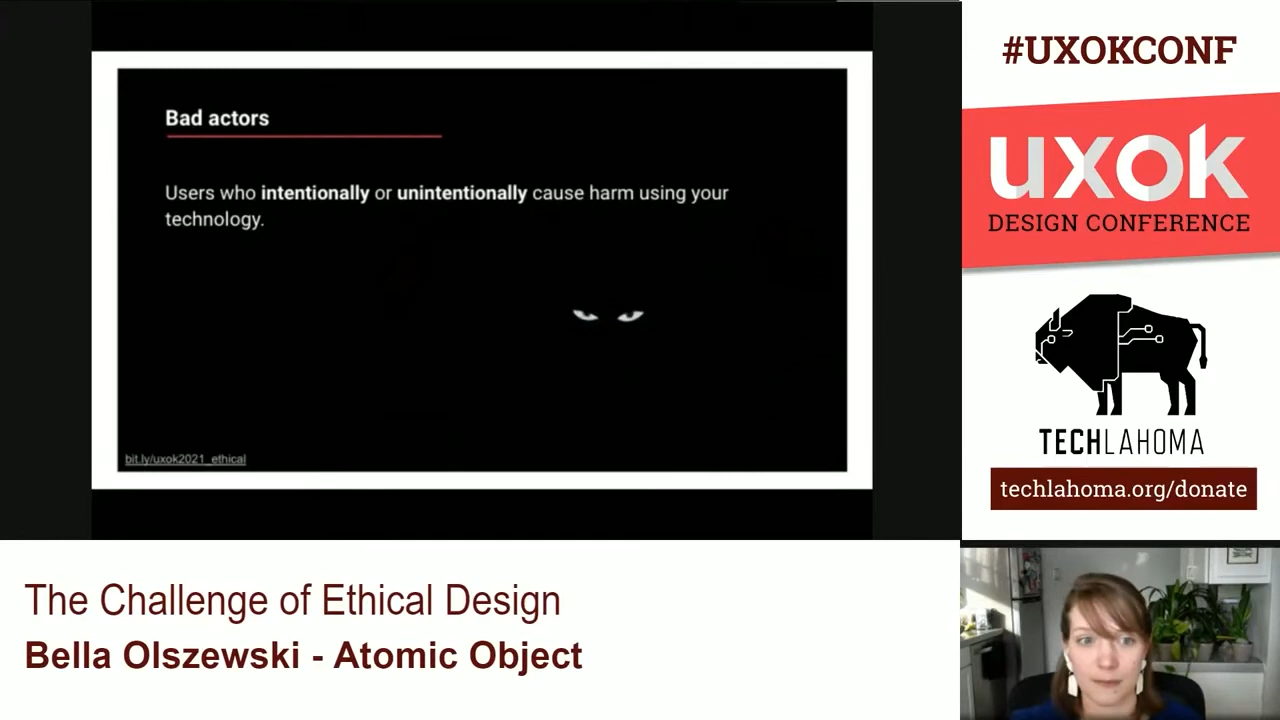 Bad actors
Users who intentionally or unintentionally cause harm using your
technology.
bit.ly/uxok2021_ethical
#UXOKCONF
uxok
DESIGN CONFERENCE
TECHLAHOMA
techlahoma.org/donate
The Challenge of Ethical Design
Bella Olszewski - Atomic Object